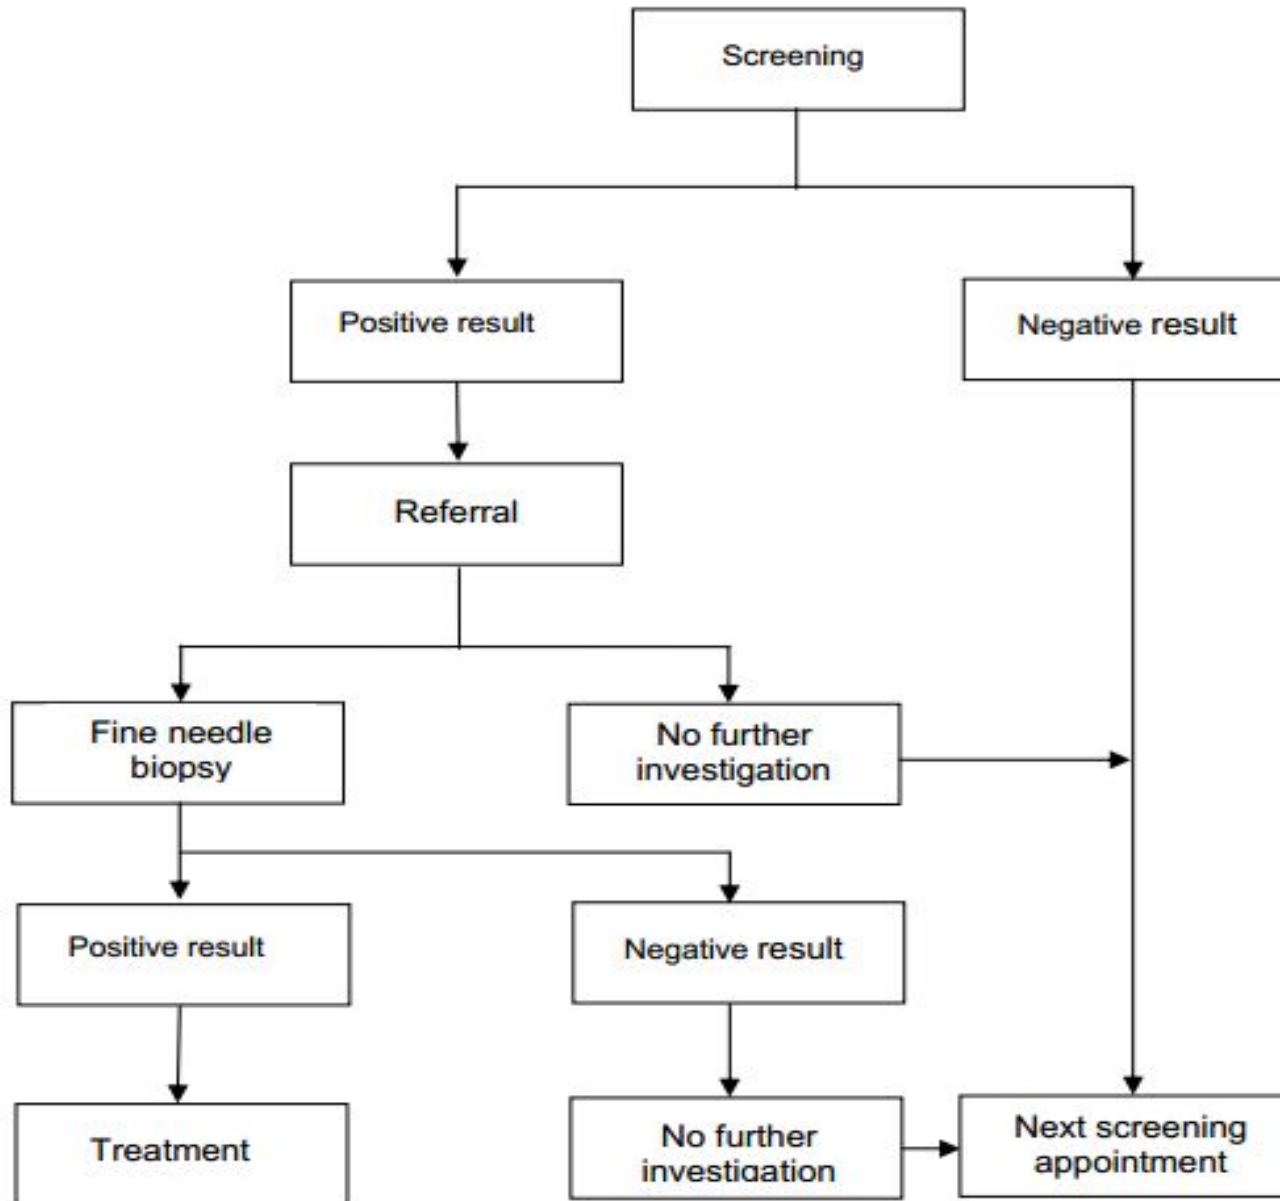 Screening
Positive result
Negative result
Referral
Fine needle
biopsy
No further
investigation
Positive result
Negative result
Treatment
No further
investigation
Next screening
appointment